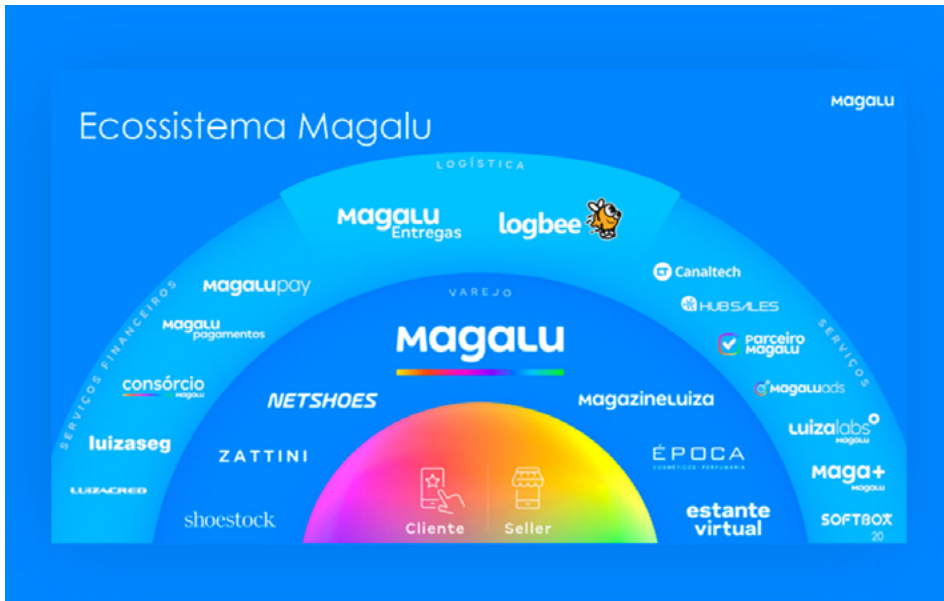 magalu
Ecossistema Magalu
LOGÍSTICA
magalu
Entregas
logbee
SERVIÇOS FINANCEIROS
magalupay
magalu
pagamentos
consórcio
magalu
luizaseg
LUIZACRED
VAREJO
magalu
NETSHOES
magazineluiza
ZATTINI
ÉPOCA
COSMÉTICOS · PERFUMARIA
shoestock
estante
virtual
Cliente
Seller
SERVIÇOS
CT Canaltech
HUBSALES
parceiro
magalu
magaluads
Luizalabs
magalu
maga+
magalu
SOFTBOX
20